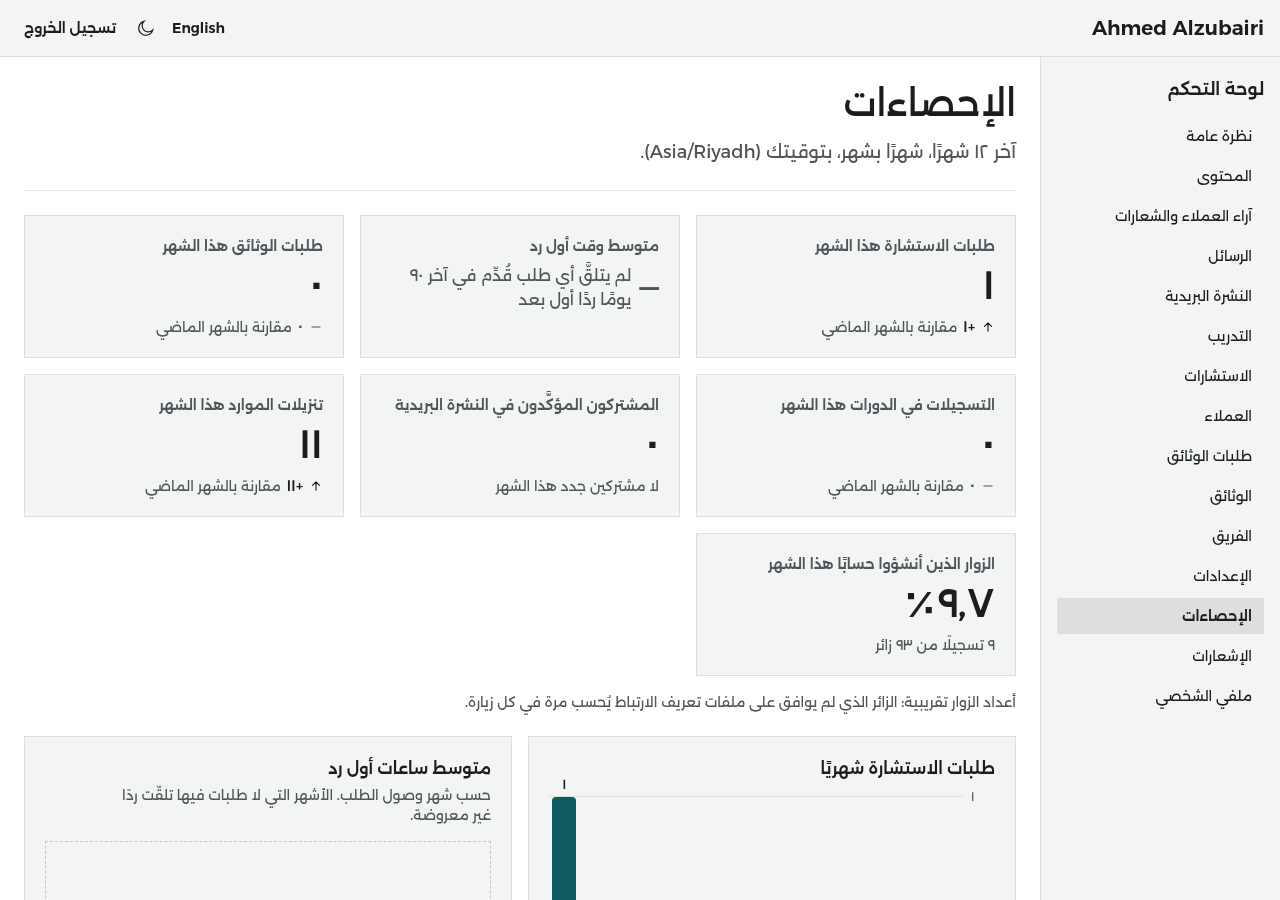 Ahmed Alzubairi
English
تسجيل الخروج
لوحة التحكم
نظرة عامة
المحتوى
آراء العملاء والشعارات
الرسائل
النشرة البريدية
التدريب
الاستشارات
العملاء
طلبات الوثائق
الوثائق
الفريق
الإعدادات
الإحصاءات
الإشعارات
ملفي الشخصي
الإحصاءات
آخر ١٢ شهرًا، شهرًا بشهر، بتوقيتك (Asia/Riyadh).
طلبات الاستشارة هذا الشهر
١
↑ +١ مقارنة بالشهر الماضي
متوسط وقت أول رد
— لم يتلقَّ أي طلب قُدِّم في آخر ٩٠
يومًا ردًا أول بعد
طلبات الوثائق هذا الشهر
٠
— ٠ مقارنة بالشهر الماضي
التسجيلات في الدورات هذا الشهر
٠
— ٠ مقارنة بالشهر الماضي
المشتركون المؤكَّدون في النشرة البريدية
٠
لا مشتركين جدد هذا الشهر
تنزيلات الموارد هذا الشهر
١١
↑ +١١ مقارنة بالشهر الماضي
الزوار الذين أنشؤوا حسابًا هذا الشهر
٩٫٧٪
٩ تسجيلًا من ٩٣ زائر
أعداد الزوار تقريبية: الزائر الذي لم يوافق على ملفات تعريف الارتباط يُحسب مرة في كل زيارة.
طلبات الاستشارة شهريًا
١
١
متوسط ساعات أول رد
حسب شهر وصول الطلب. الأشهر التي لا طلبات فيها تلقّت ردًا
غير معروضة.